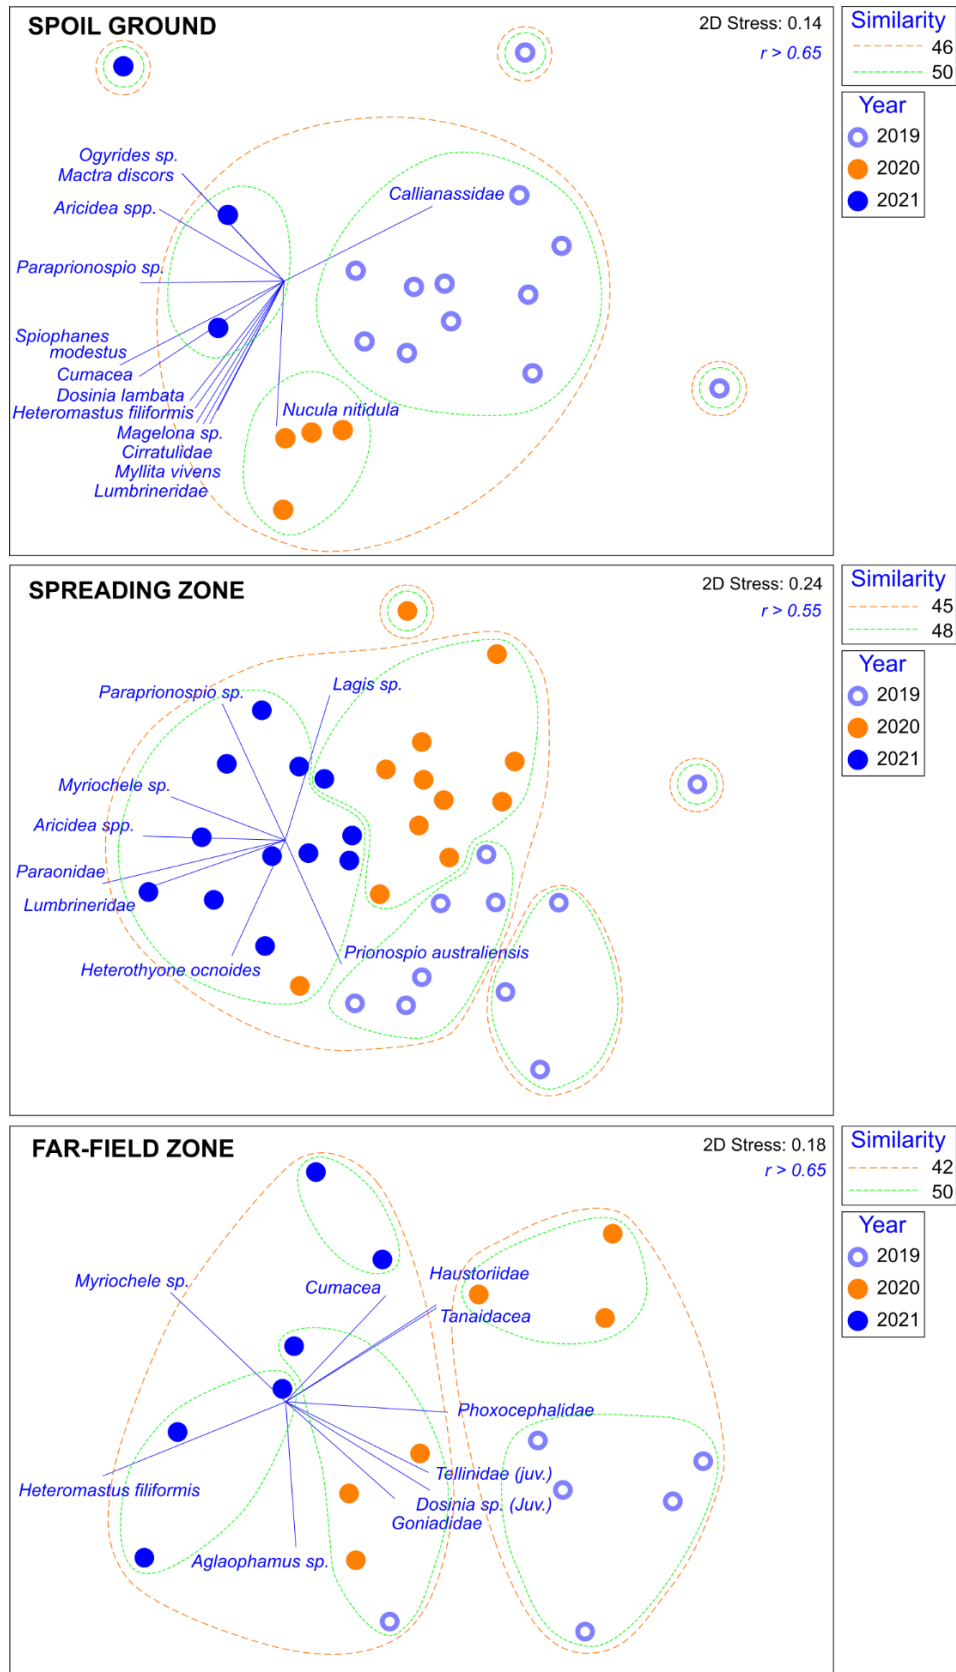 SPOIL GROUND
2D Stress: 0.14
r > 0.65
Similarity
46
50
Year
2019
2020
2021
Ogyrides sp.
Mactra discors
Aricidea spp.
Callianassidae
Paraprionospio sp.
Spiophanes
modestus
Cumacea
Dosinia lambata
Heteromastus filiformis
Nucula nitidula
Magelona sp.
Cirratulidae
Myllita vivens
Lumbrineridae
SPREADING ZONE
2D Stress: 0.24
r > 0.55
Similarity
45
48
Year
2019
2020
2021
Paraprionospio sp.
Lagis sp.
Myriochele sp.
Aricidea spp.
Paraonidae
Lumbrineridae
Heterothyone ocnoides
Prionospio australiensis
FAR-FIELD ZONE
2D Stress: 0.18
r > 0.65
Similarity
42
50
Year
2019
2020
2021
Myriochele sp.
Cumacea
Haustoriidae
Tanaidacea
Phoxocephalidae
Heteromastus filiformis
Tellinidae (juv.)
Dosinia sp. (Juv.)
Goniadidae
Aglaophamus sp.